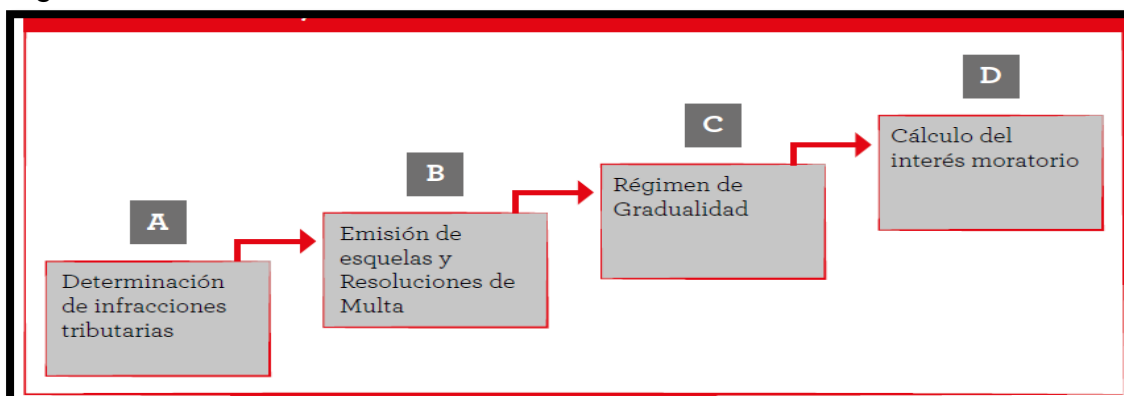 A
Determinación
de infracciones
tributarias
B
Emisión de
esquelas y
Resoluciones de
Multa
C
Régimen de
Gradualidad
D
Cálculo del
interés moratorio